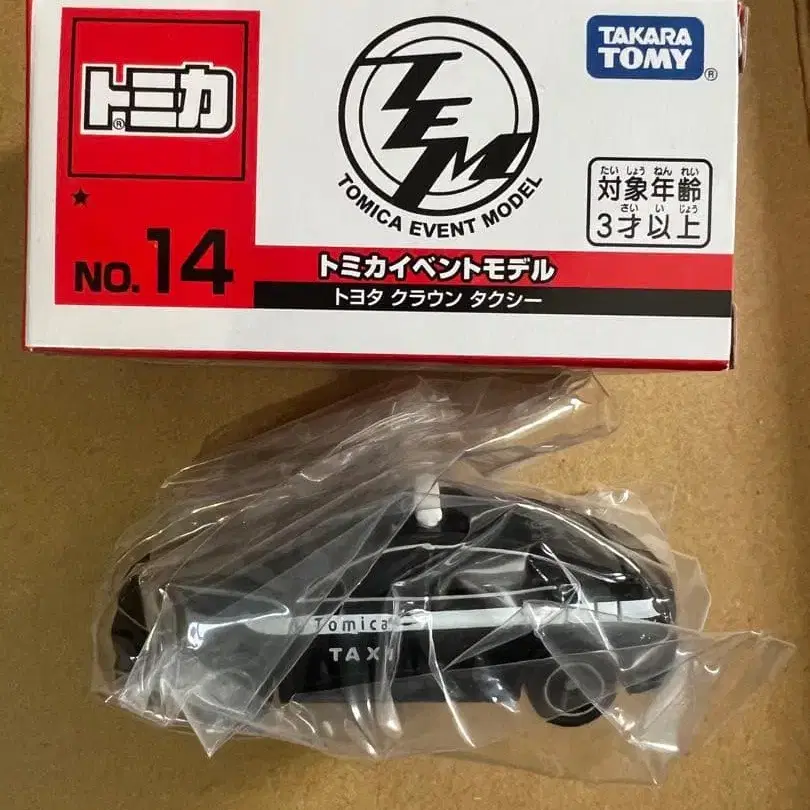 トミカ®
TEM
TOMICA EVENT MODEL
TAKARA
TOMY®
たいしょうねんれい
対象年齢
さいいじょう
3才以上
NO. 14
トミカイベントモデル
トヨタ クラウン タクシー
Tomica
TAXI